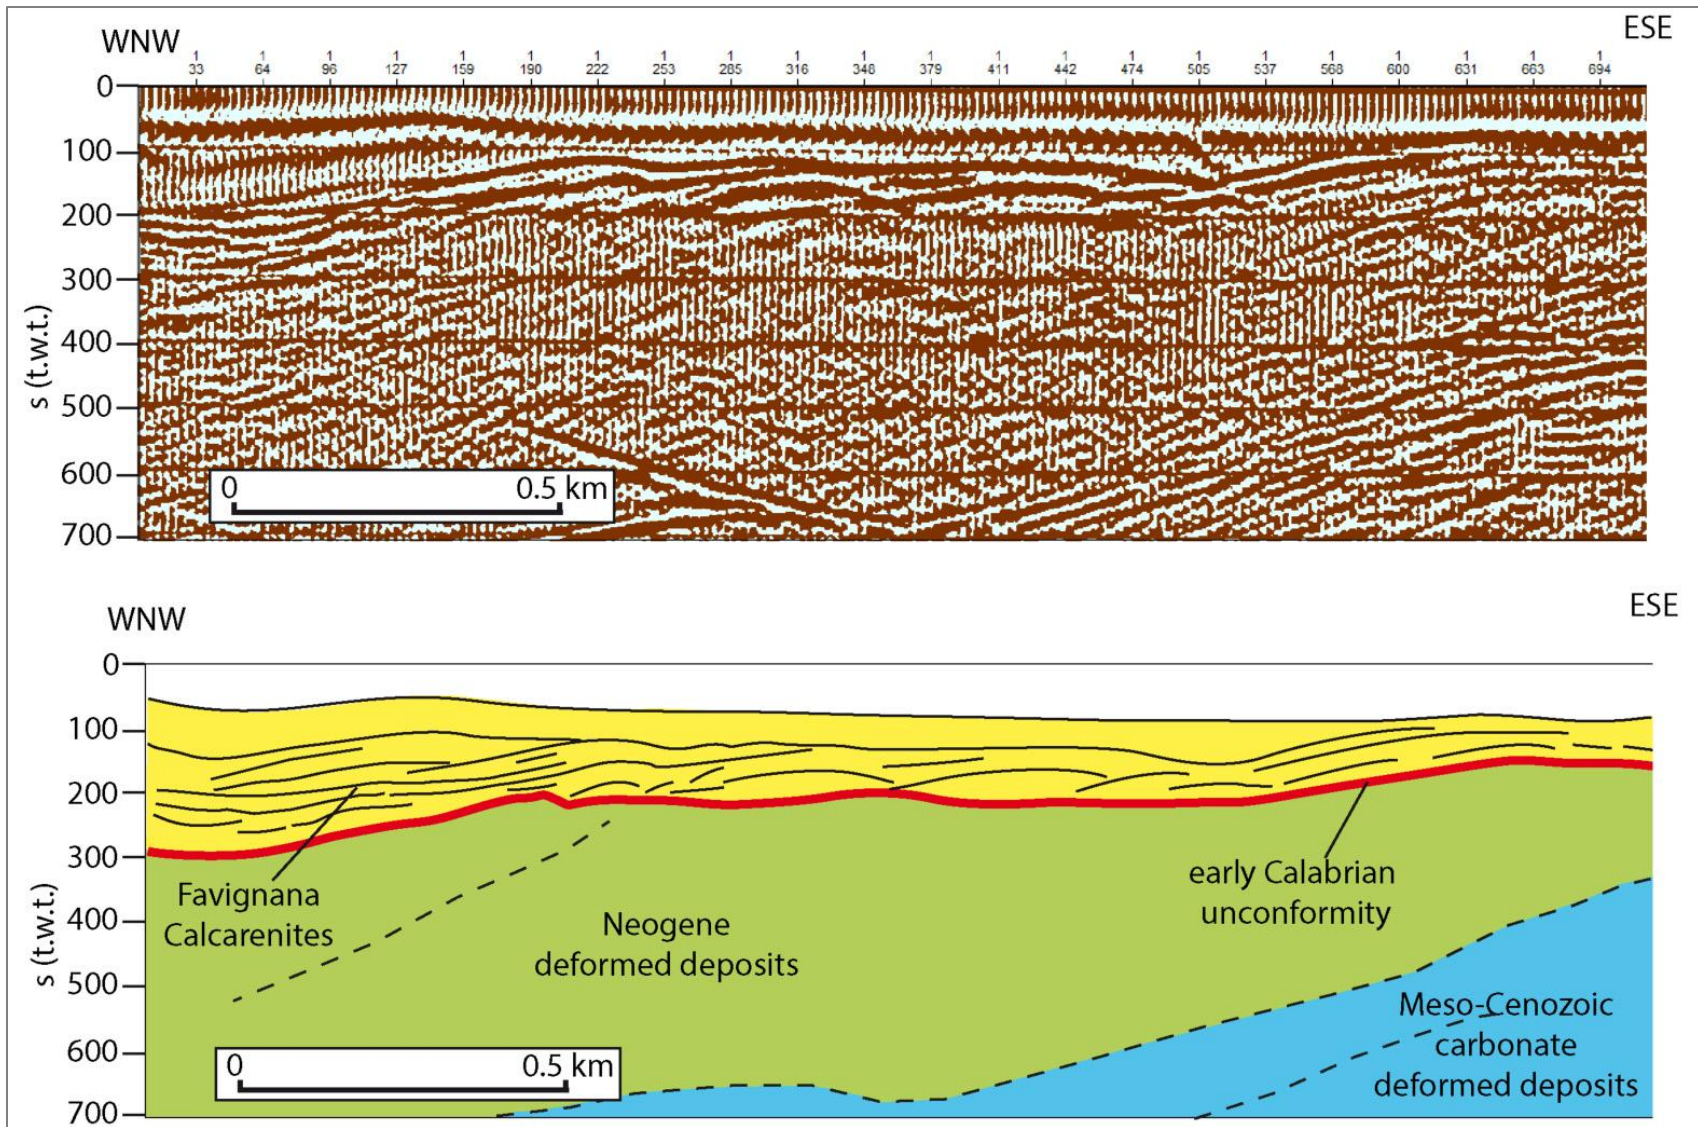 WNW ESE
1 1 1 1 1 1 1 1 1 1 1 1 1 1 1 1 1 1 1 1 1 1
33 64 96 127 159 190 222 253 285 316 348 379 411 442 474 505 537 568 600 631 663 694
0
100
200
300
400
500
600
700
s (t.w.t.)
0 0.5 km
WNW ESE
0
100
200
300
400
500
600
700
s (t.w.t.)
Favignana
Calcarenites
Neogene
deformed deposits
early Calabrian
unconformity
Meso-Cenozoic
carbonate
deformed deposits
0 0.5 km